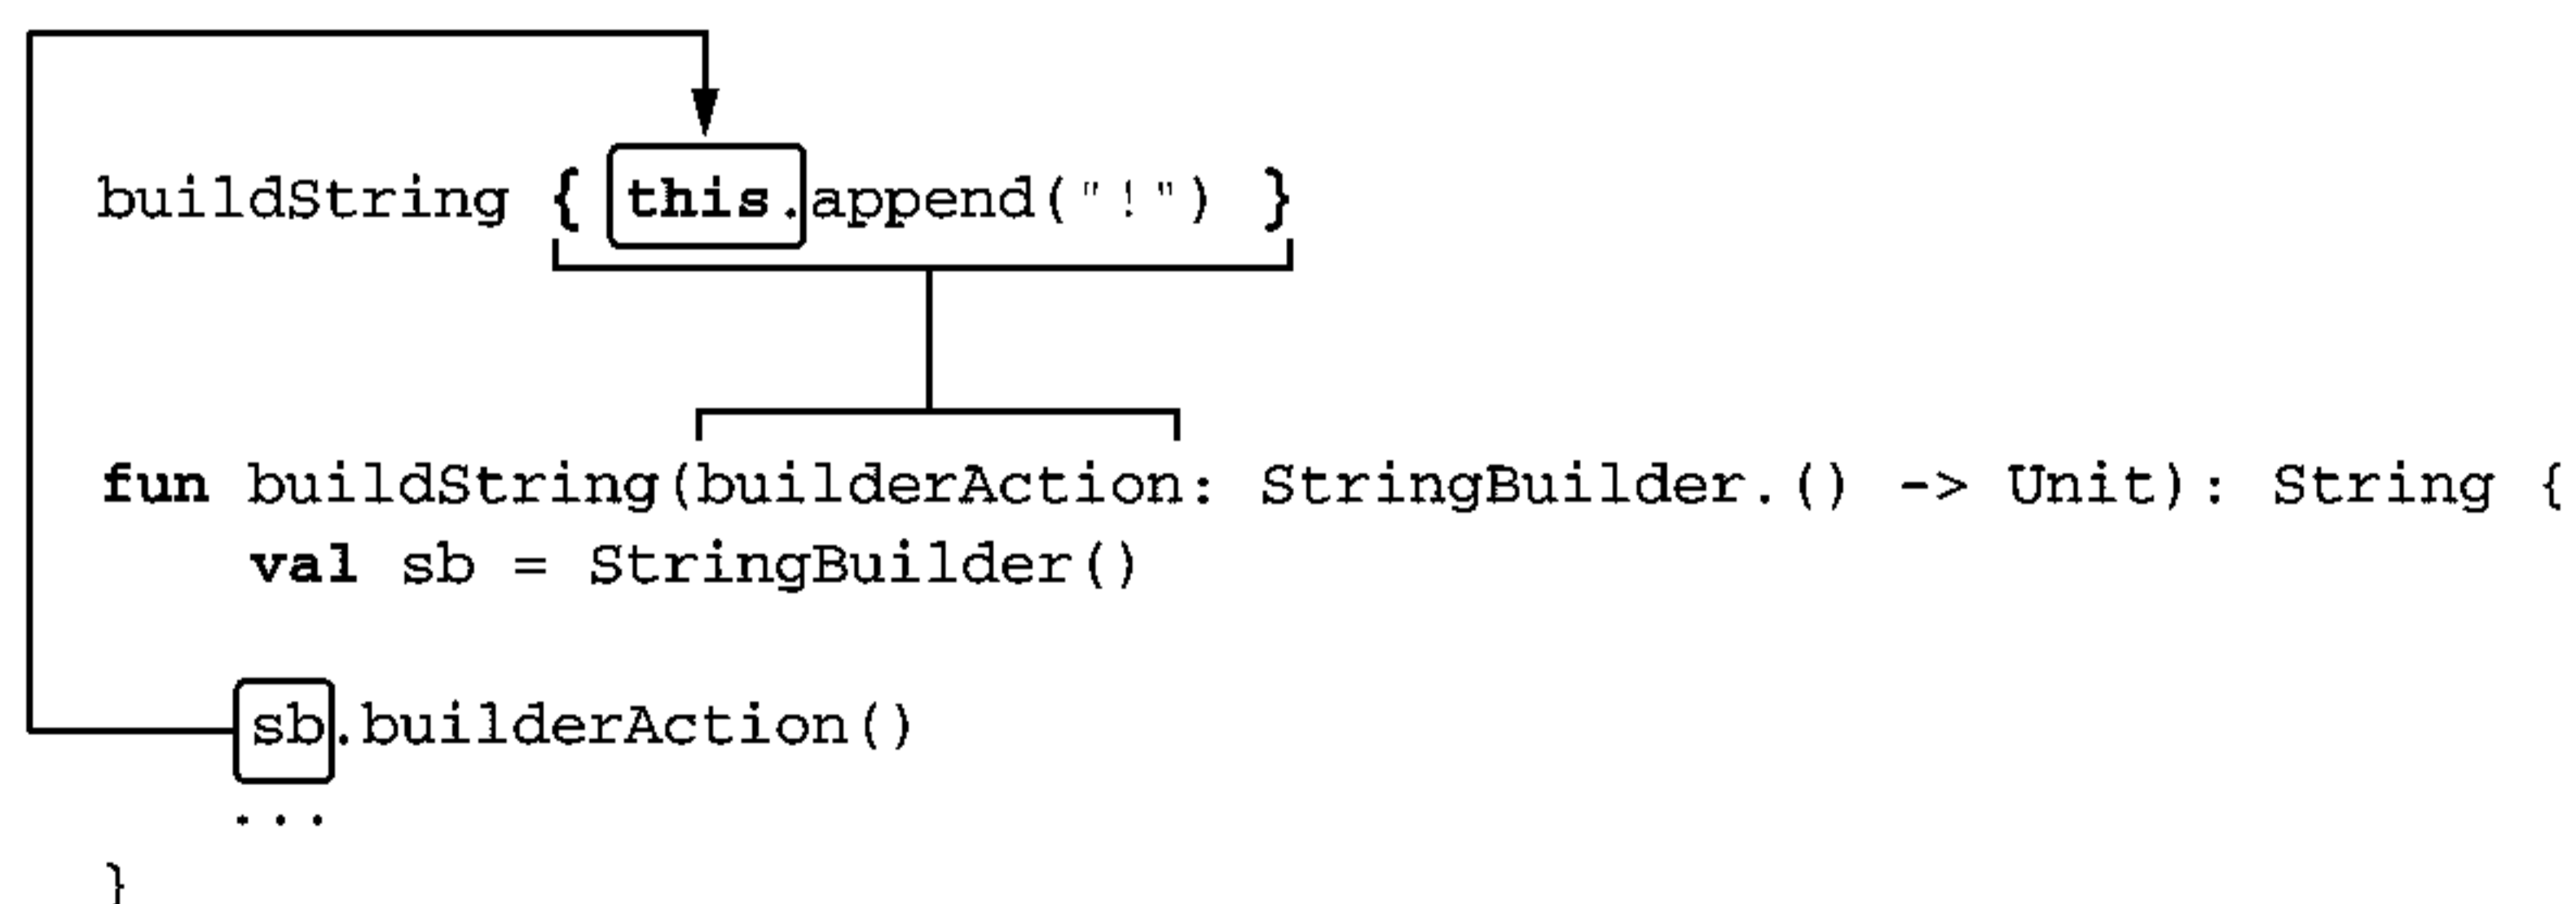 buildString { this.append("!") }
fun buildString(builderAction: StringBuilder.() -> Unit): String {
val sb = StringBuilder()
sb.builderAction()
...
}